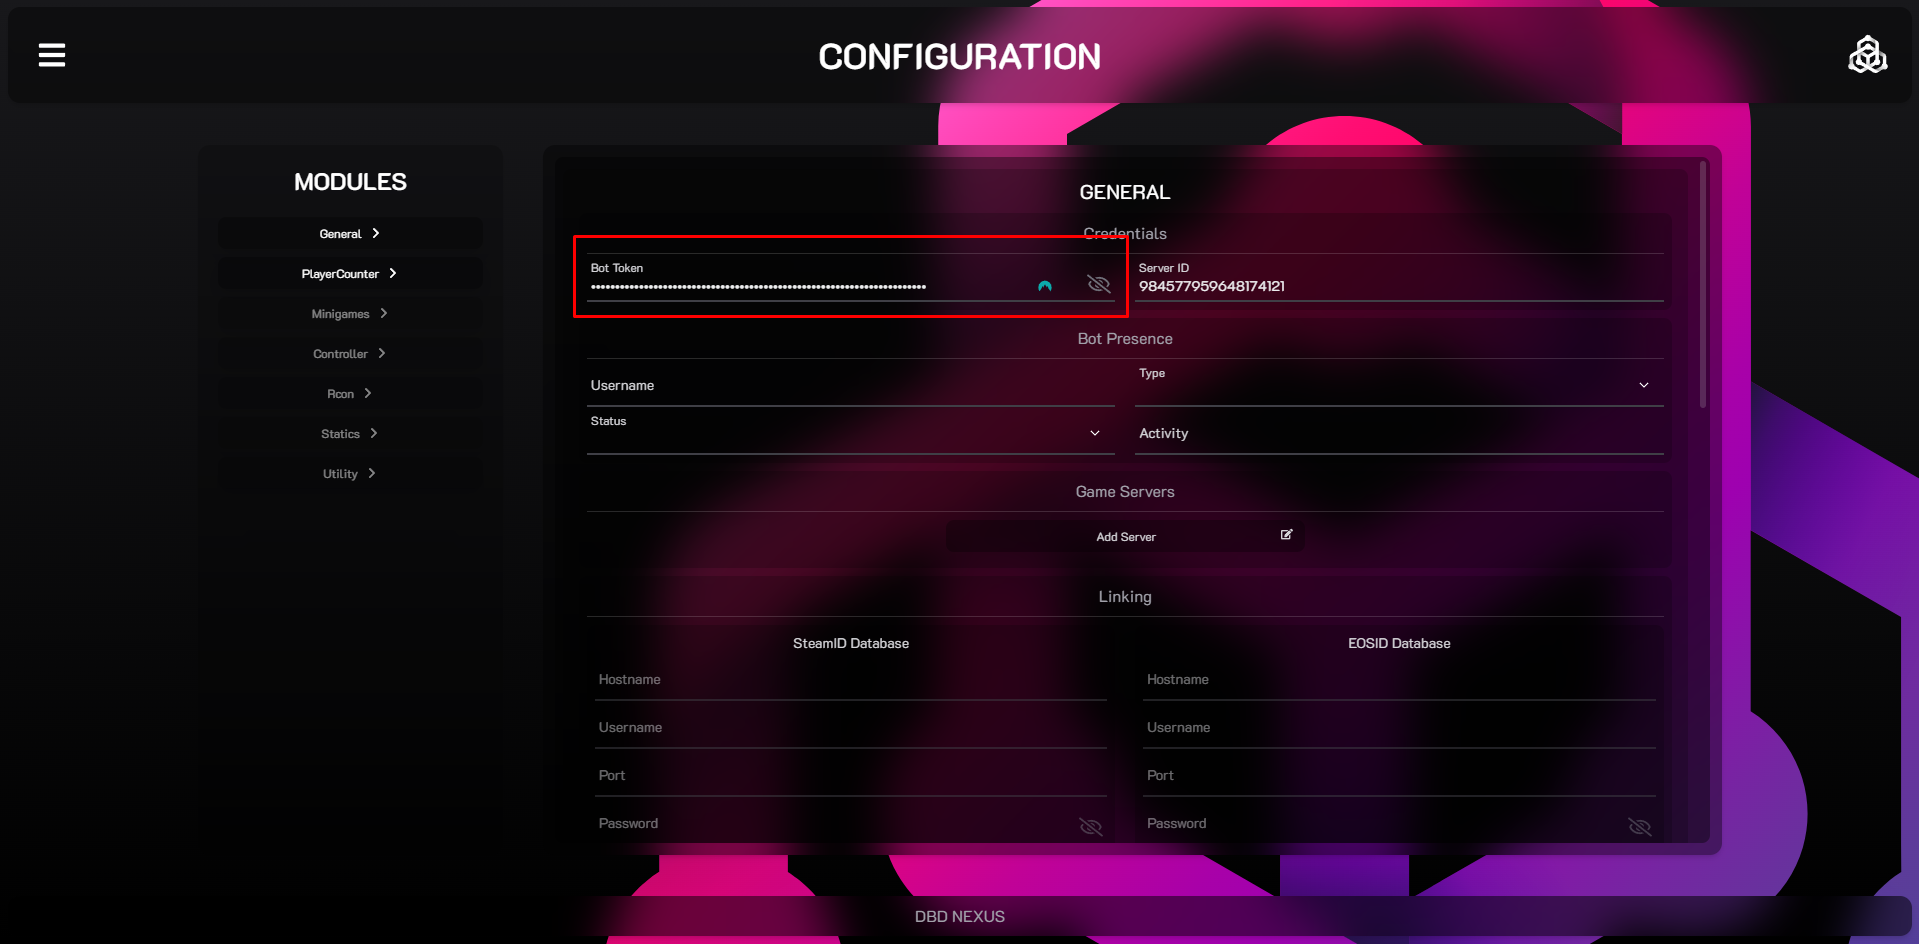 CONFIGURATION
MODULES
General
PlayerCounter
Minigames
Controller
Rcon
Statics
Utility
GENERAL
Credentials
Bot Token
••••••••••••••••••••••••••••••••••••••••••••••••••••••••••••••••••••••
Server ID
984577959648174121
Bot Presence
Username
Type
Status
Activity
Game Servers
Add Server
Linking
SteamID Database
EOSID Database
Hostname
Hostname
Username
Username
Port
Port
Password
Password
DBD NEXUS